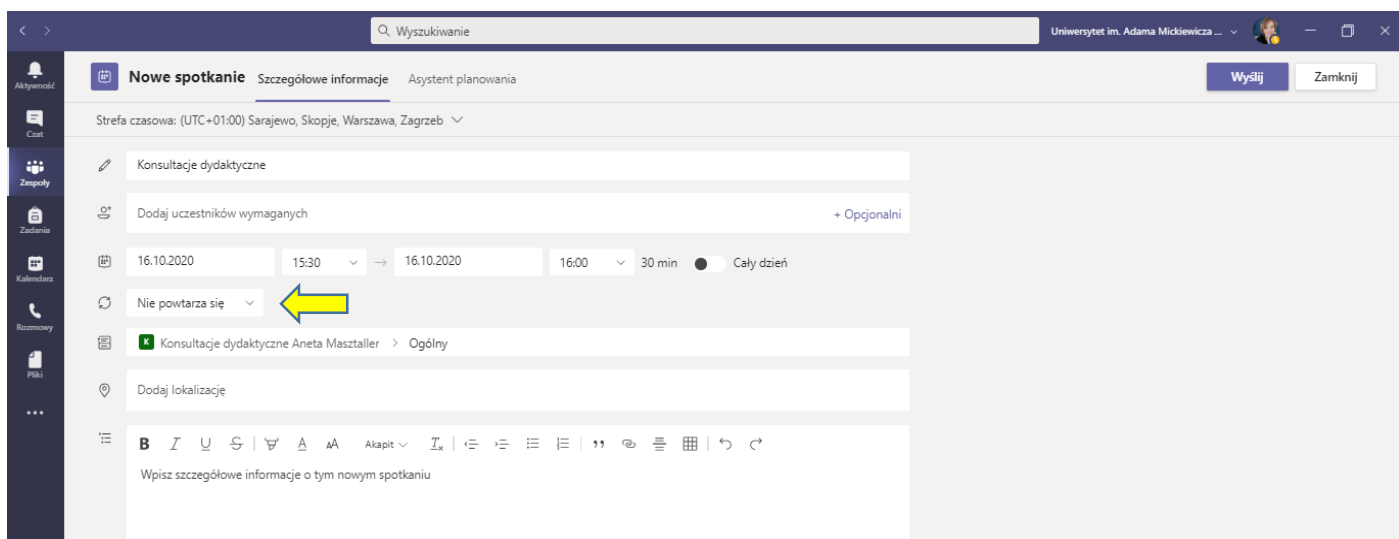 Wyszukiwanie
Uniwersytet im. Adama Mickiewicza ...
Aktywność
Czat
Zespoły
Zadania
Kalendarz
Rozmowy
Pliki
Nowe spotkanie Szczegółowe informacje Asystent planowania Wyślij Zamknij
Strefa czasowa: (UTC+01:00) Sarajewo, Skopje, Warszawa, Zagrzeb
Konsultacje dydaktyczne
Dodaj uczestników wymaganych + Opcjonalni
16.10.2020 15:30 → 16.10.2020 16:00 30 min Cały dzień
Nie powtarza się
K Konsultacje dydaktyczne Aneta Masztaller > Ogólny
Dodaj lokalizację
B I U S A AA Akapit Tx
Wpisz szczegółowe informacje o tym nowym spotkaniu